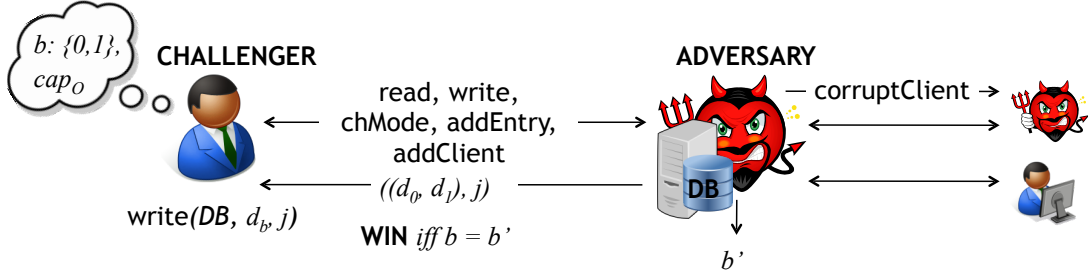 b: {0,1},
cap_O
CHALLENGER
ADVERSARY
read, write,
chMode, addEntry,
addClient
corruptClient
((d_0, d_1), j)
DB
write(DB, d_b, j)
WIN iff b = b’
b’